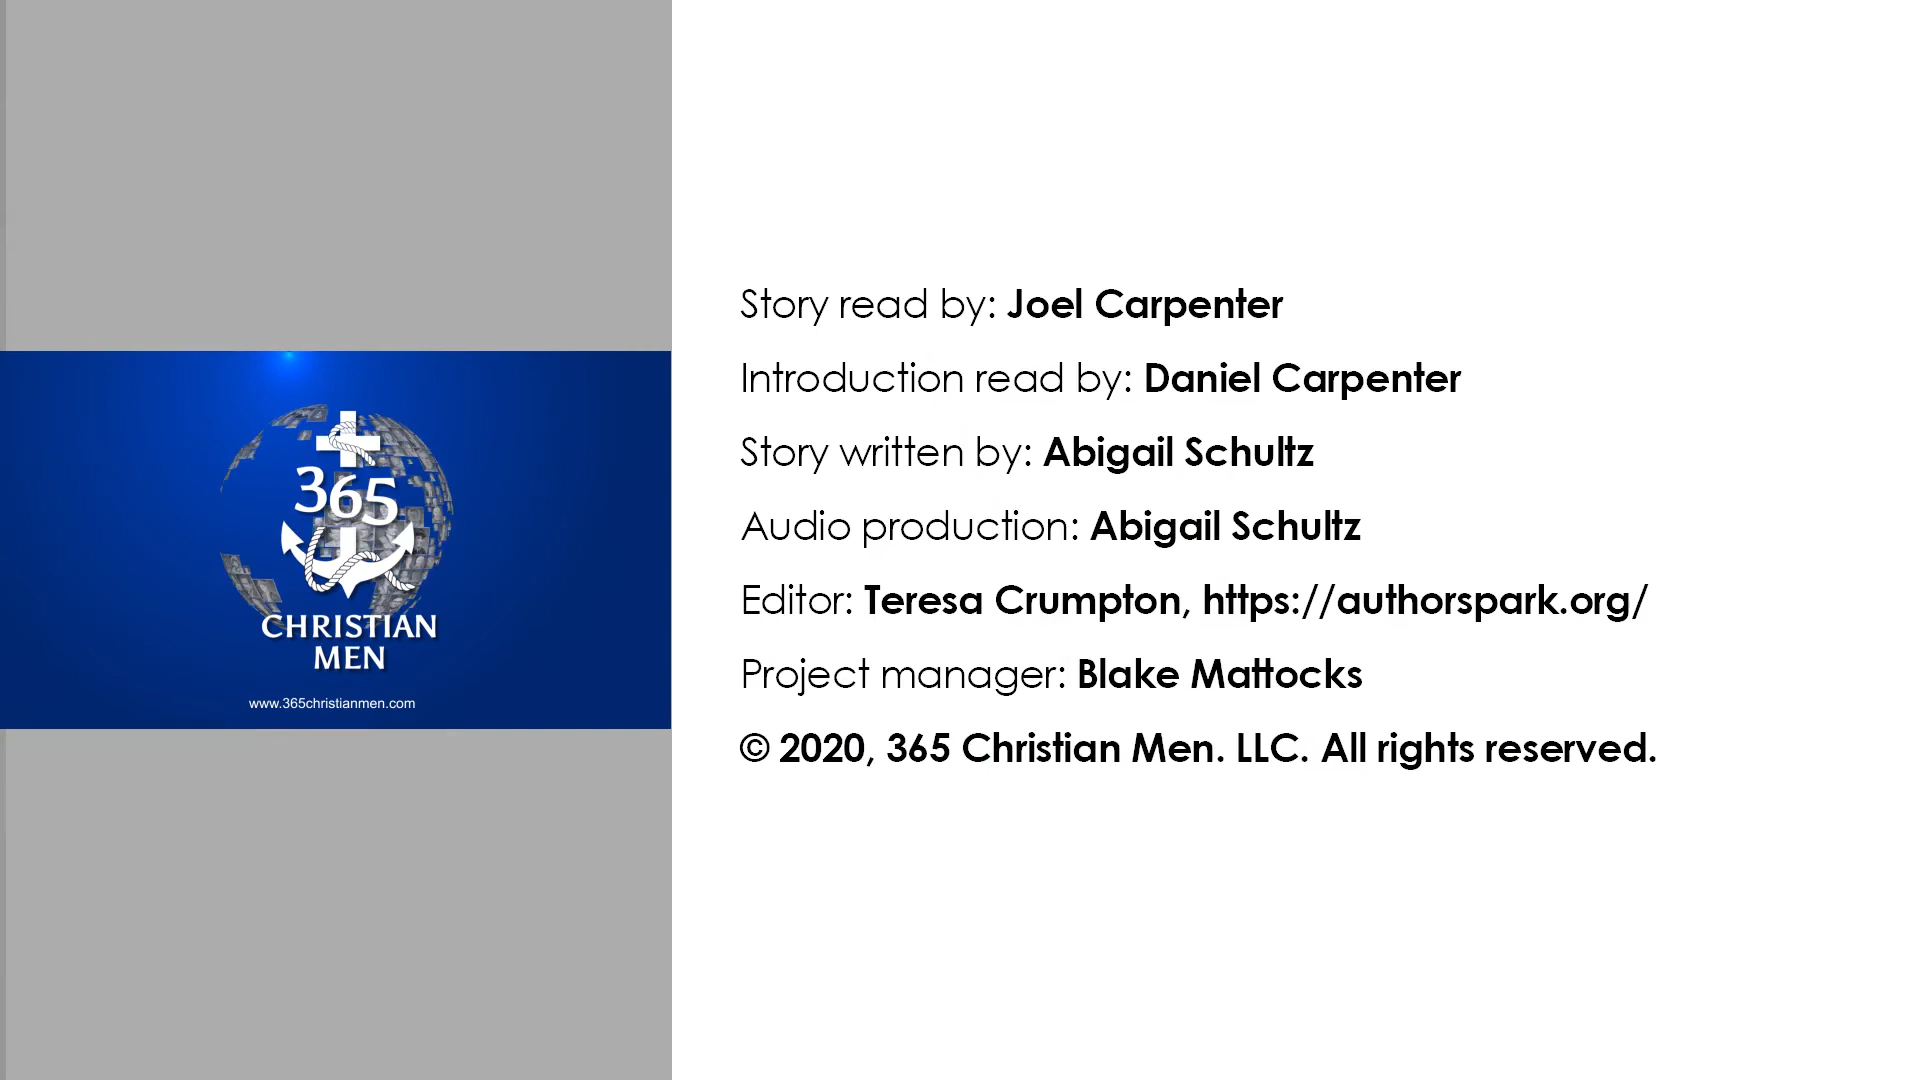 365
CHRISTIAN
MEN
www.365christianmen.com
Story read by: Joel Carpenter
Introduction read by: Daniel Carpenter
Story written by: Abigail Schultz
Audio production: Abigail Schultz
Editor: Teresa Crumpton, https://authorspark.org/
Project manager: Blake Mattocks
© 2020, 365 Christian Men. LLC. All rights reserved.